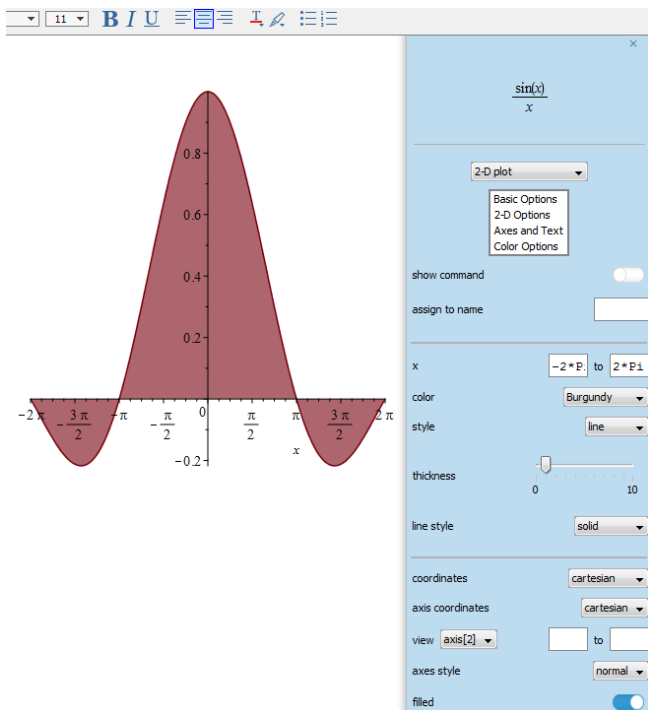 11 B I U
×
sin(x)
x
2-D plot
Basic Options
2-D Options
Axes and Text
Color Options
show command
assign to name
x -2*P: to 2*Pi
color Burgundy
style line
thickness
0 10
line style solid
coordinates cartesian
axis coordinates cartesian
view axis[2] to
axes style normal
filled
0.8
0.6
0.4
0.2
0
−0.2
−2 π
− 3 π
2
−π
− π
2
π
2
π
3 π
2
2 π
x